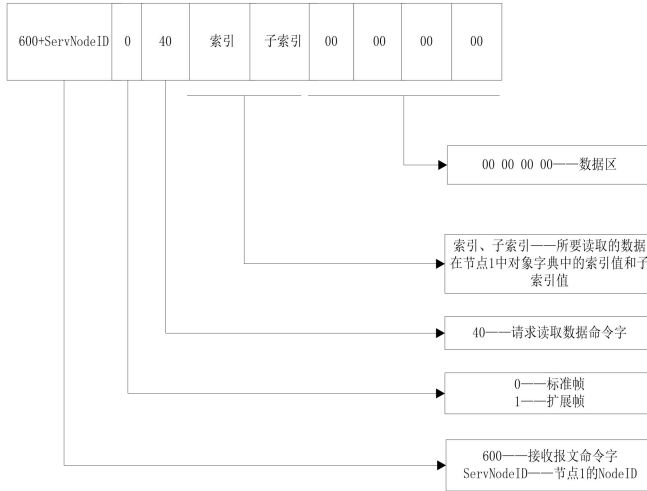 600+ServNodeID 0 40 索引 子索引 00 00 00 00
00 00 00 00——数据区
索引、子索引——所要读取的数据
在节点1中对象字典中的索引值和子
索引值
40——请求读取数据命令字
0——标准帧
1——扩展帧
600——接收报文命令字
ServNodeID——节点1的NodeID